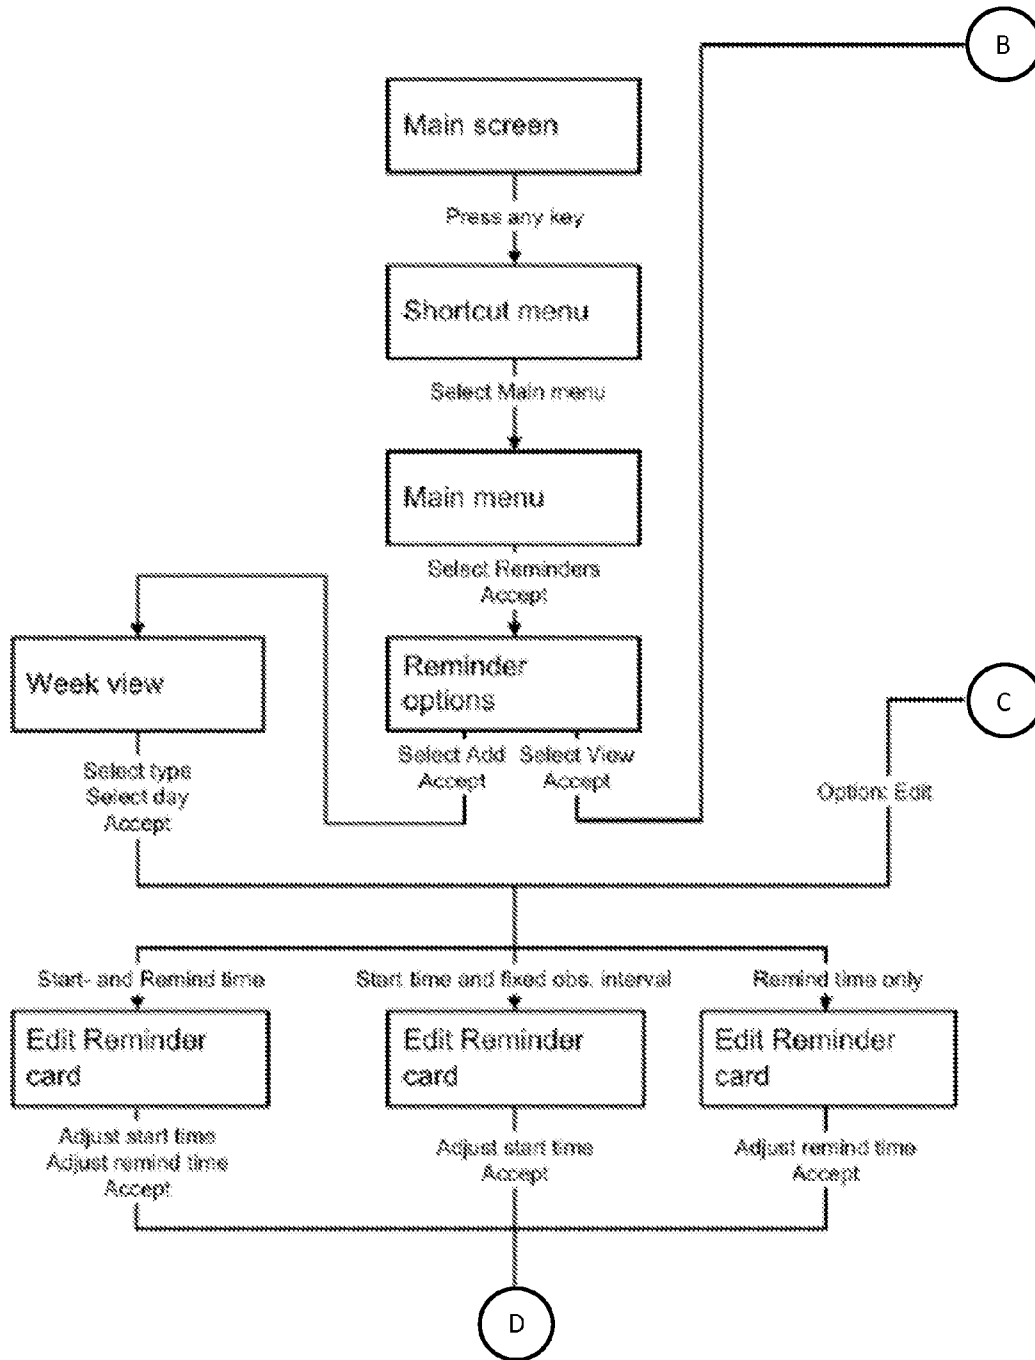 B
Main screen
Press any key
Shortcut menu
Select Main menu
Main menu
Select Reminders
Accept
Week view
Reminder
options
C
Select type
Select day
Accept
Select Add
Accept
Select View
Accept
Option: Edit
Start- and Remind time
Start time and fixed obs. interval
Remind time only
Edit Reminder
card
Edit Reminder
card
Edit Reminder
card
Adjust start time
Adjust remind time
Accept
Adjust start time
Accept
Adjust remind time
Accept
D